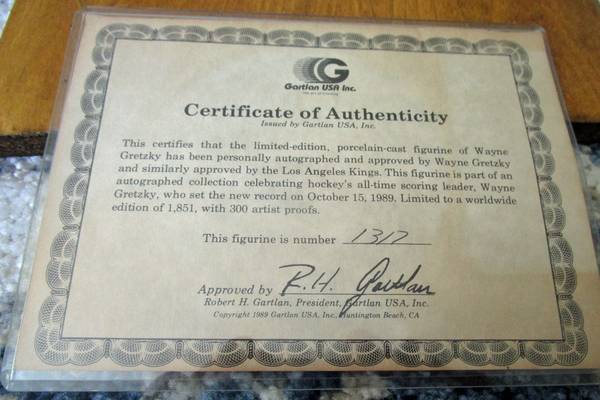 Gartlan USA Inc.
Certificate of Authenticity
Issued by Gartlan USA, Inc.
This certifies that the limited-edition, porcelain-cast figurine of Wayne
Gretzky has been personally autographed and approved by Wayne Gretzky
and similarly approved by the Los Angeles Kings. This figurine is part of an
autographed collection celebrating hockey's all-time scoring leader, Wayne
Gretzky, who set the new record on October 15, 1989. Limited to a worldwide
edition of 1,851, with 300 artist proofs.
This figurine is number 1317
Approved by R.H. Gartlan
Robert H. Gartlan, President, Gartlan USA, Inc.
Copyright 1989 Gartlan USA, Inc., Huntington Beach, CA